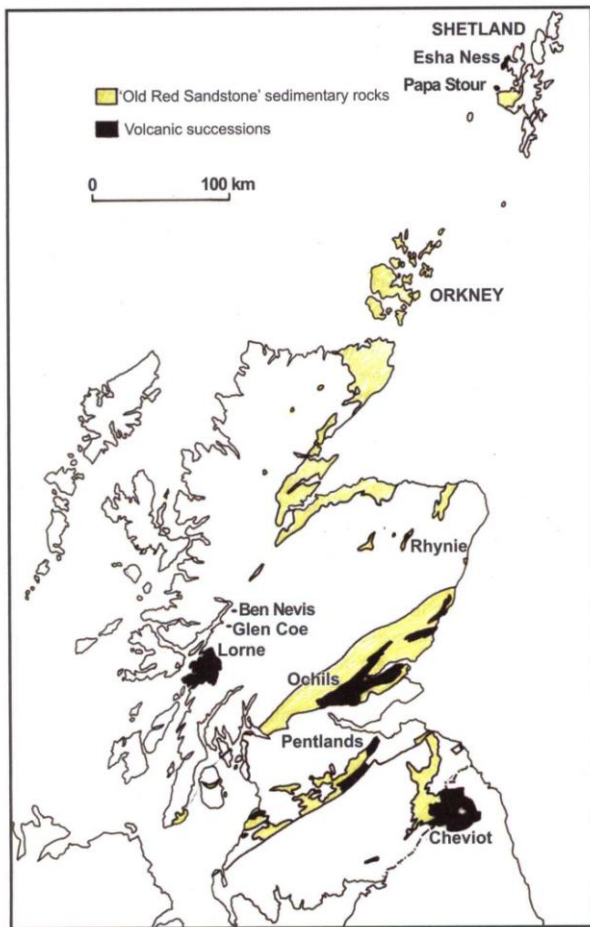 SHETLAND
Esha Ness
Papa Stour
'Old Red Sandstone' sedimentary rocks
Volcanic successions
0 100 km
ORKNEY
Rhynie
Ben Nevis
Glen Coe
Lorne
Ochils
Pentlands
Cheviot